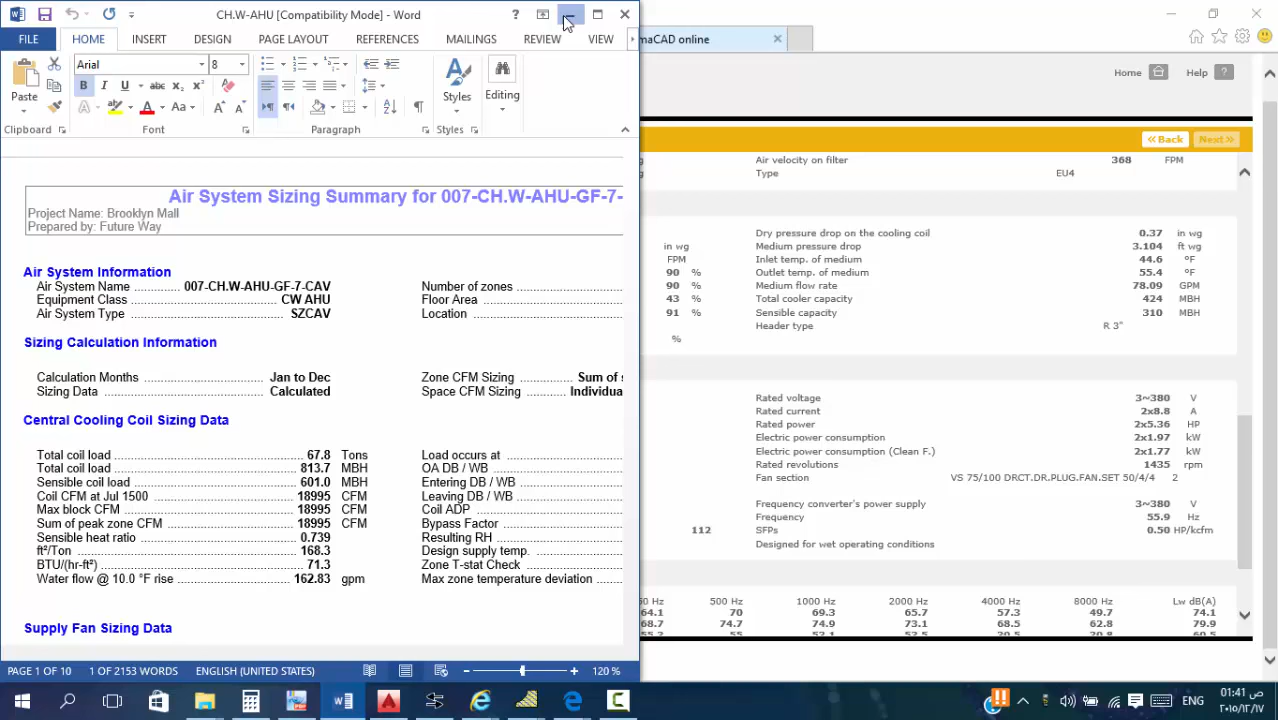 CH.W-AHU [Compatibility Mode] - Word
FILE HOME INSERT DESIGN PAGE LAYOUT REFERENCES MAILINGS REVIEW VIEW
Arial 8
Paste
Styles
Editing
Clipboard Font Paragraph Styles
Air System Sizing Summary for 007-CH.W-AHU-GF-7-
Project Name: Brooklyn Mall
Prepared by: Future Way
Air System Information
Air System Name 007-CH.W-AHU-GF-7-CAV Number of zones
Equipment Class CW AHU Floor Area
Air System Type SZCAV Location
Sizing Calculation Information
Calculation Months Jan to Dec Zone CFM Sizing Sum of
Sizing Data Calculated Space CFM Sizing Individua
Central Cooling Coil Sizing Data
Total coil load 67.8 Tons Load occurs at
Total coil load 813.7 MBH OA DB / WB
Sensible coil load 601.0 MBH Entering DB / WB
Coil CFM at Jul 1500 18995 CFM Leaving DB / WB
Max block CFM 18995 CFM Coil ADP
Sum of peak zone CFM 18995 CFM Bypass Factor
Sensible heat ratio 0.739 Resulting RH
ft²/Ton 168.3 Design supply temp.
BTU/(hr-ft²) 71.3 Zone T-stat Check
Water flow @ 10.0 °F rise 162.83 gpm Max zone temperature deviation
Supply Fan Sizing Data
PAGE 1 OF 10 1 OF 2153 WORDS ENGLISH (UNITED STATES) 120 %
maCAD online
Home Help ?
Back Next
Air velocity on filter 368 FPM
Type EU4
Dry pressure drop on the cooling coil 0.37 in wg
in wg Medium pressure drop 3.104 ft wg
FPM Inlet temp. of medium 44.6 °F
90 % Outlet temp. of medium 55.4 °F
90 % Medium flow rate 78.09 GPM
43 % Total cooler capacity 424 MBH
91 % Sensible capacity 310 MBH
Header type R 3"
%
Rated voltage 3~380 V
Rated current 2x8.8 A
Rated power 2x5.36 HP
Electric power consumption 2x1.97 kW
Electric power consumption (Clean F.) 2x1.77 kW
Rated revolutions 1435 rpm
Fan section VS 75/100 DRCT.DR.PLUG.FAN.SET 50/4/4 2
Frequency converter's power supply 3~380 V
Frequency 55.9 Hz
112 SFPs 0.50 HP/kcfm
Designed for wet operating conditions
50 Hz 500 Hz 1000 Hz 2000 Hz 4000 Hz 8000 Hz Lw dB(A)
64.1 70 69.3 65.7 57.3 49.7 74.1
68.7 74.7 74.9 73.1 68.5 62.8 79.9
ENG
01:41 ص
٢٠١٥/١٢/١٧